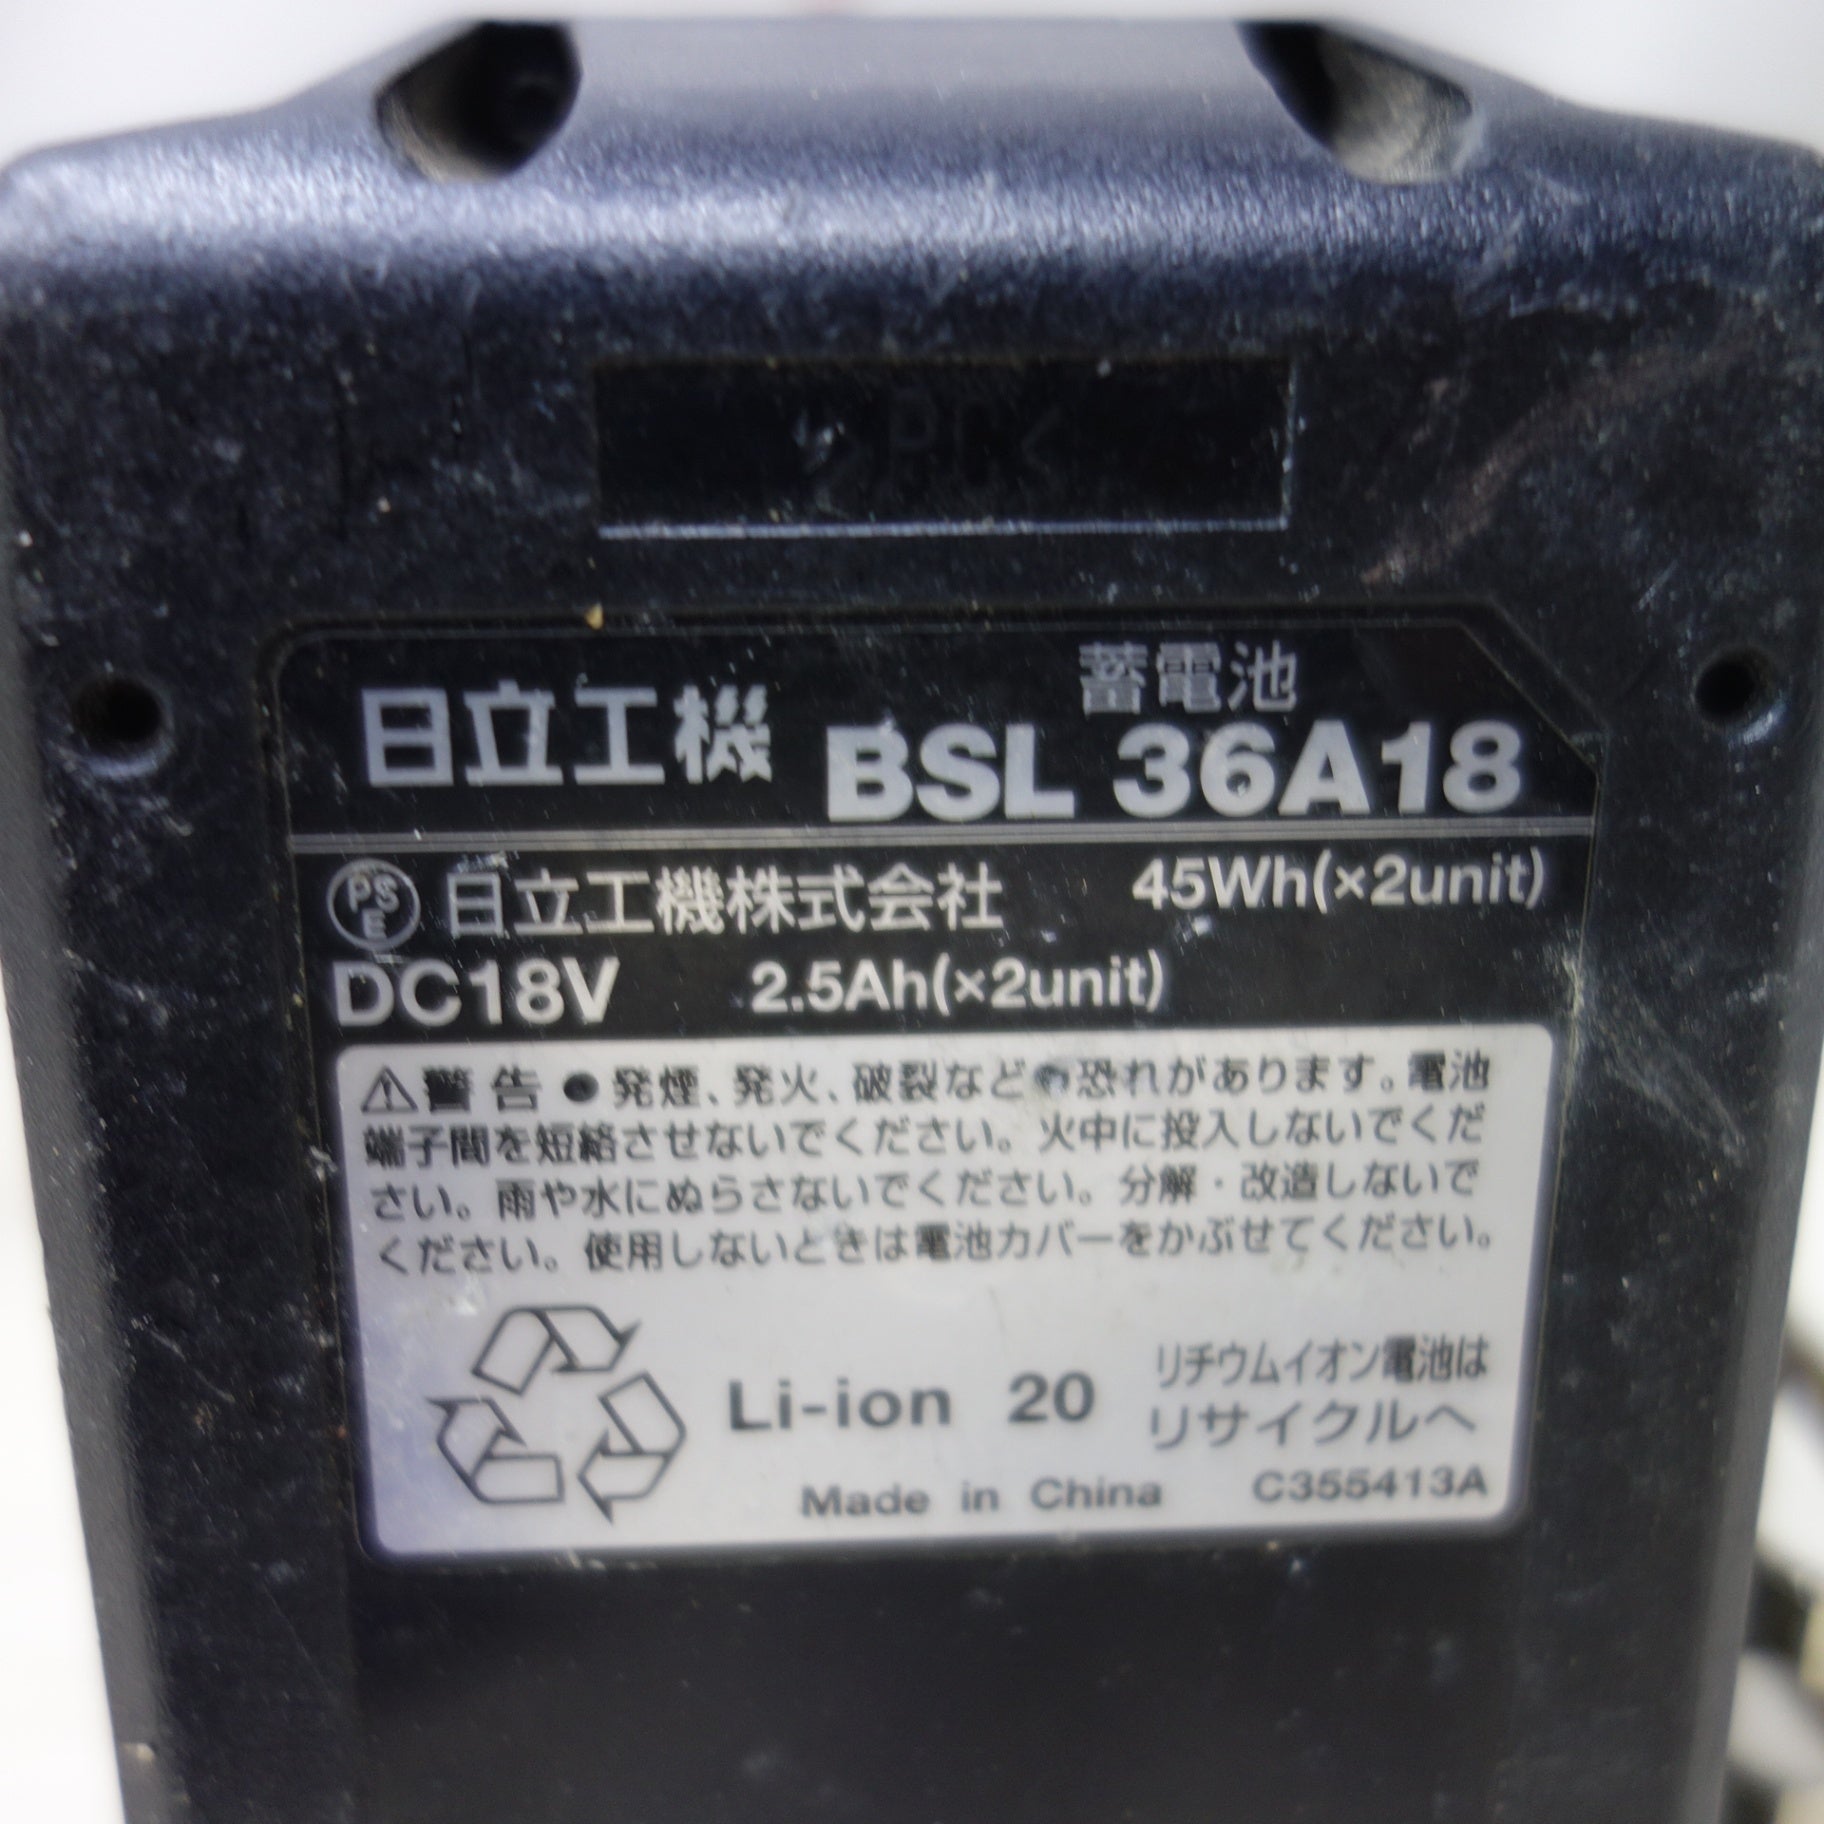 >PC<
蓄電池
日立工機 BSL 36A18
PSE 日立工機株式会社 45Wh(×2unit)
DC18V 2.5Ah(×2unit)
⚠警告 ●発煙、発火、破裂などの恐れがあります。電池
端子間を短絡させないでください。火中に投入しないでくだ
さい。雨や水にぬらさないでください。分解・改造しないで
ください。使用しないときは電池カバーをかぶせてください。
リチウムイオン電池は
Li-ion 20 リサイクルへ
Made in China C355413A